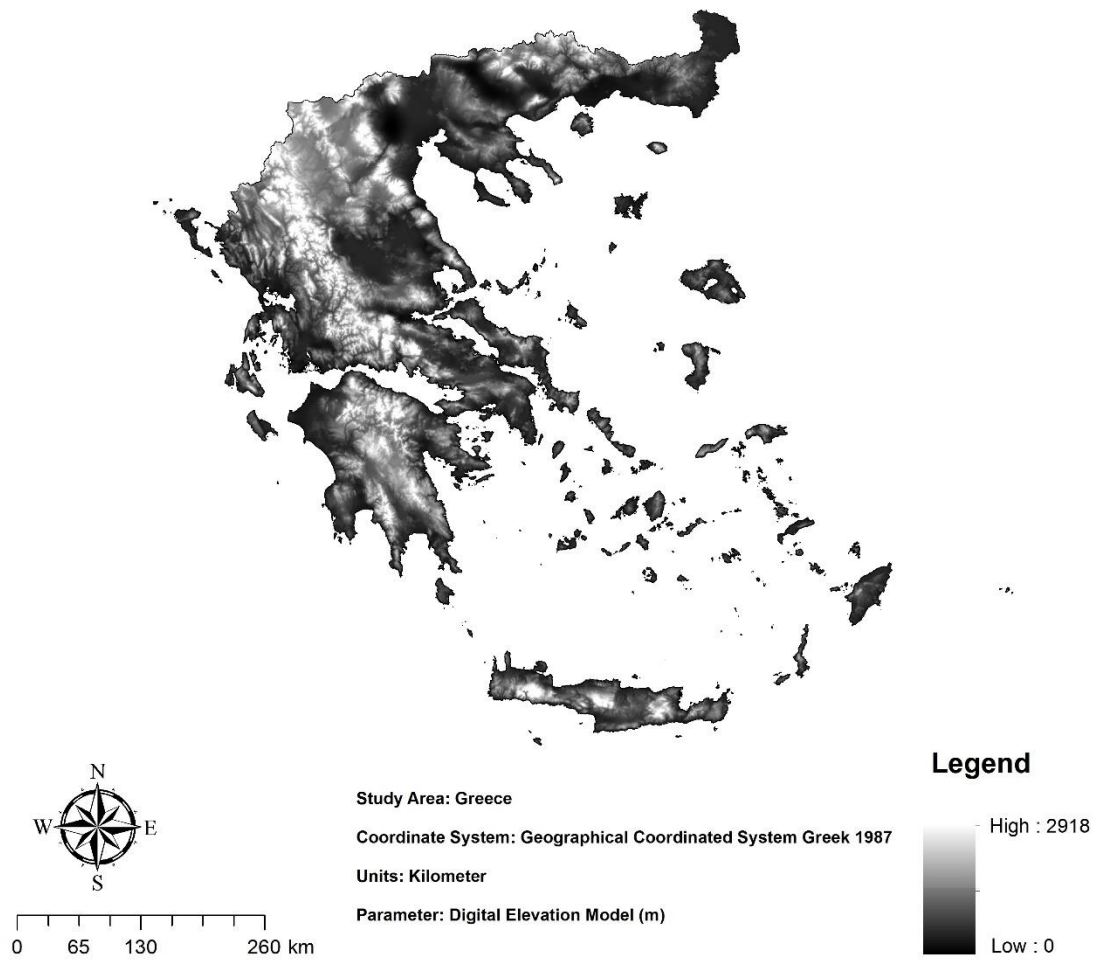 N
W E
S
0 65 130 260 km
Study Area: Greece
Coordinate System: Geographical Coordinated System Greek 1987
Units: Kilometer
Parameter: Digital Elevation Model (m)
Legend
High : 2918
Low : 0